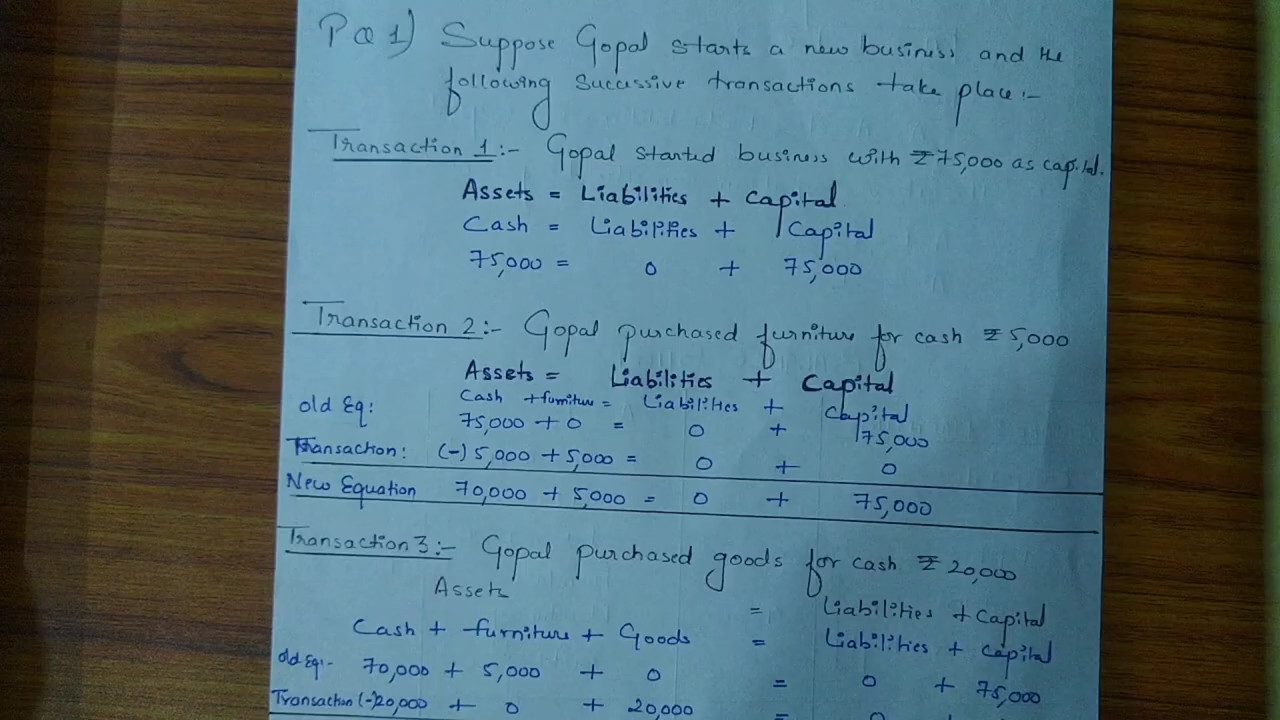 PQ 1) Suppose Gopal starts a new business and the
following Successive transactions take place :-
Transaction 1:- Gopal started business with ₹75,000 as capital.
Assets = Liabilities + Capital
Cash = Liabilities + Capital
75,000 = 0 + 75,000
Transaction 2:- Gopal purchased furniture for cash ₹5,000
Assets = Liabilities + Capital
Cash + furniture = Liabilities + Capital
old Eq: 75,000 + 0 = 0 + 75,000
Transaction: (-) 5,000 + 5,000 = 0 + 0
New Equation 70,000 + 5,000 = 0 + 75,000
Transaction 3:- Gopal purchased goods for cash ₹20,000
Assets = Liabilities + Capital
Cash + furniture + Goods = Liabilities + Capital
old Eq:- 70,000 + 5,000 + 0 = 0 + 75,000
Transaction (-)20,000 + 0 + 20,000 = 0